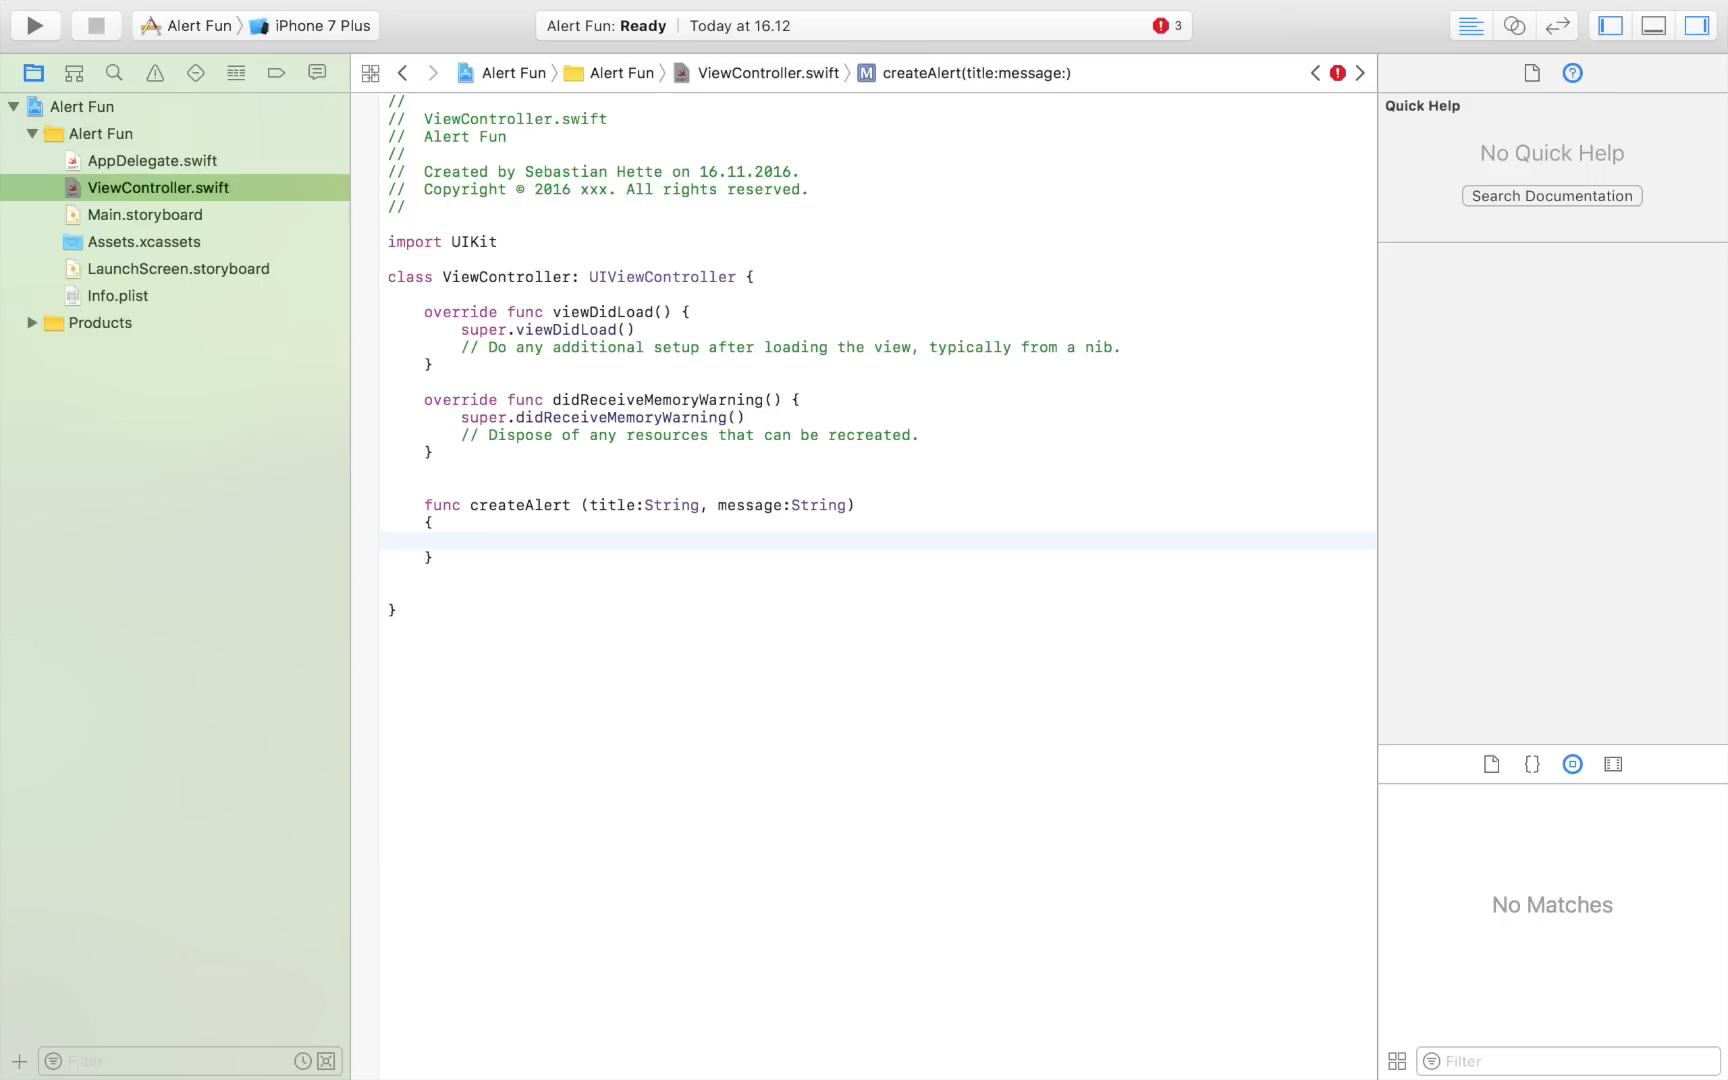 Alert Fun iPhone 7 Plus
Alert Fun: Ready Today at 16.12
3
Alert Fun
Alert Fun
AppDelegate.swift
ViewController.swift
Main.storyboard
Assets.xcassets
LaunchScreen.storyboard
Info.plist
Products
Filter
Alert Fun Alert Fun ViewController.swift M createAlert(title:message:)
//
// ViewController.swift
// Alert Fun
//
// Created by Sebastian Hette on 16.11.2016.
// Copyright © 2016 xxx. All rights reserved.
//
import UIKit
class ViewController: UIViewController {
override func viewDidLoad() {
super.viewDidLoad()
// Do any additional setup after loading the view, typically from a nib.
}
override func didReceiveMemoryWarning() {
super.didReceiveMemoryWarning()
// Dispose of any resources that can be recreated.
}
func createAlert (title:String, message:String)
{
}
}
Quick Help
No Quick Help
Search Documentation
No Matches
Filter